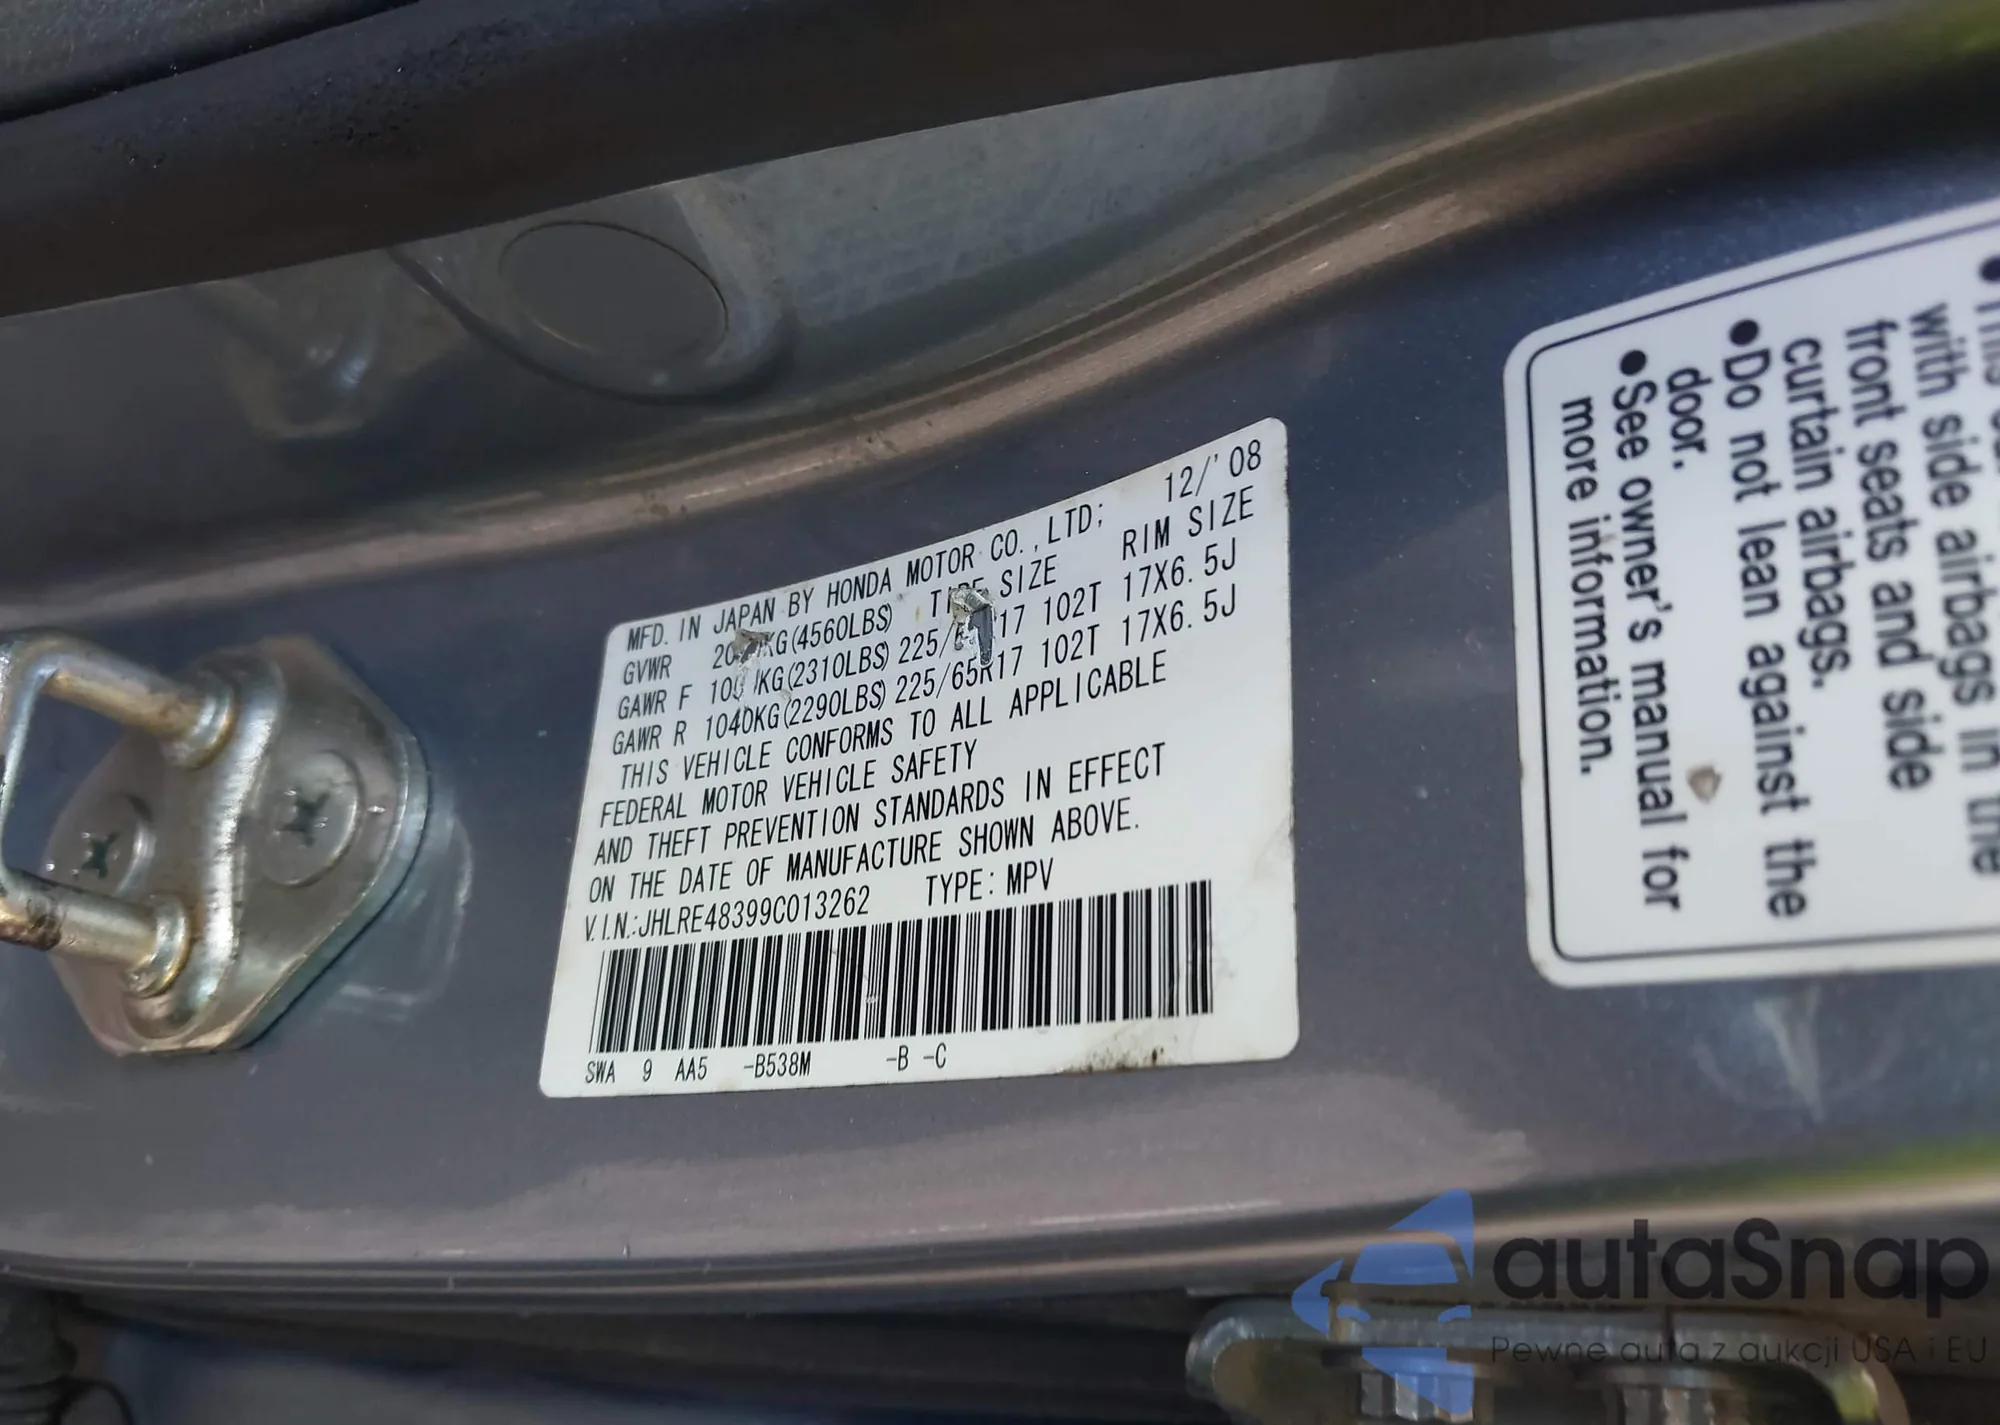 MFD. IN JAPAN BY HONDA MOTOR CO.,LTD; 12/'08
GVWR (4560LBS) SIZE RIM SIZE
GAWR F (2310LBS) 102T 17X6.5J
GAWR R 1040KG(2290LBS) 225/65R17 102T 17X6.5J
THIS VEHICLE CONFORMS TO ALL APPLICABLE
FEDERAL MOTOR VEHICLE SAFETY
AND THEFT PREVENTION STANDARDS IN EFFECT
ON THE DATE OF MANUFACTURE SHOWN ABOVE.
V.I.N.:JHLRE48399C013262 TYPE:MPV
SWA 9 AA5 -B538M -B -C
with side airbags in the
front seats and side
curtain airbags.
●Do not lean against the
door.
●See owner's manual for
more information.
autaSnap
Pewne auta z aukcji USA i EU